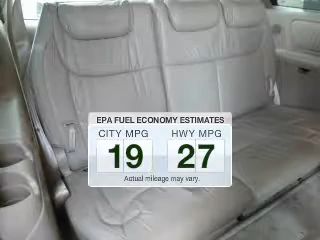 EPA FUEL ECONOMY ESTIMATES
CITY MPG HWY MPG
19 27
Actual mileage may vary.